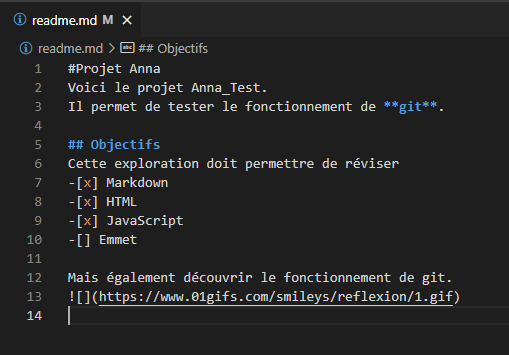 readme.md M ×
readme.md > abc ## Objectifs
1 #Projet Anna
2 Voici le projet Anna_Test.
3 Il permet de tester le fonctionnement de **git**.
4
5 ## Objectifs
6 Cette exploration doit permettre de réviser
7 -[x] Markdown
8 -[x] HTML
9 -[x] JavaScript
10 -[] Emmet
11
12 Mais également découvrir le fonctionnement de git.
13 ![](https://www.01gifs.com/smileys/reflexion/1.gif)
14